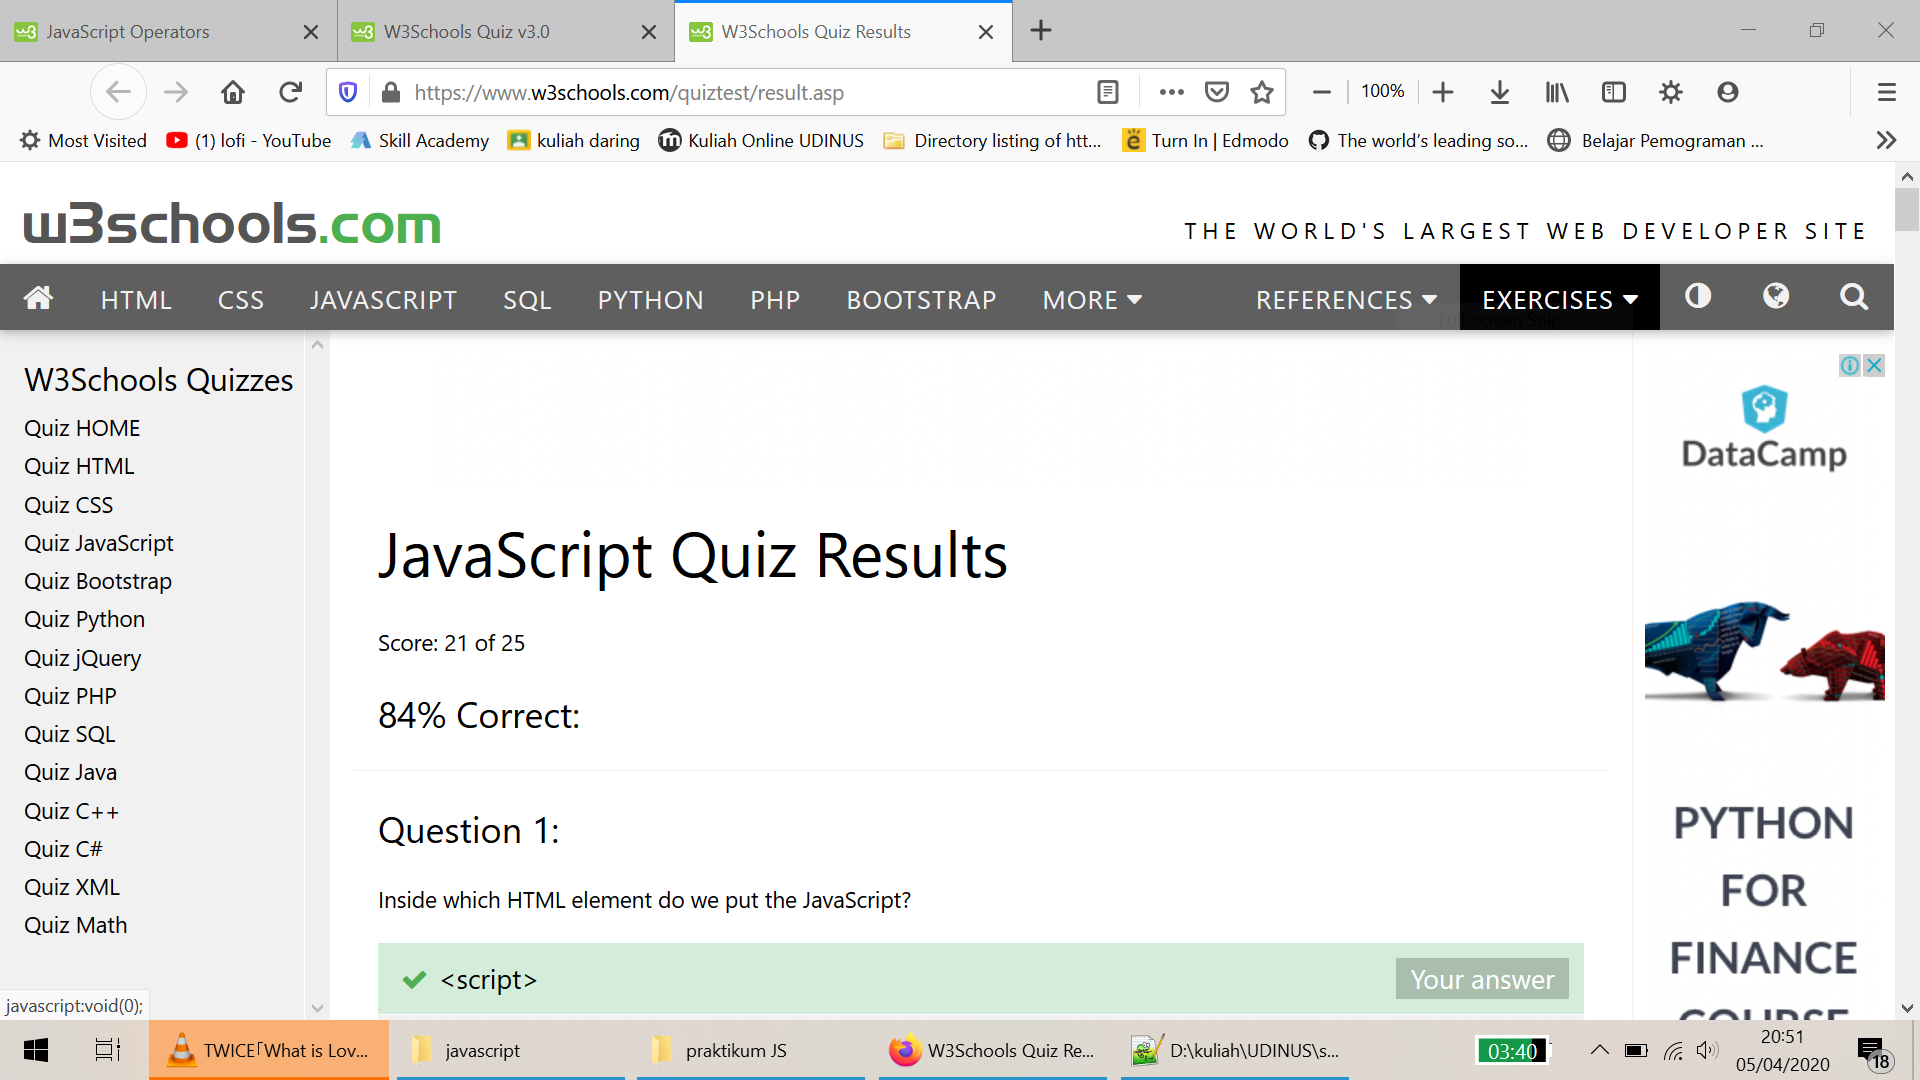 JavaScript Operators
W3Schools Quiz v3.0
W3Schools Quiz Results
https://www.w3schools.com/quiztest/result.asp
100%
Most Visited
(1) lofi - YouTube
Skill Academy
kuliah daring
Kuliah Online UDINUS
Directory listing of htt...
Turn In | Edmodo
The world's leading so...
Belajar Pemograman ...
w3schools.com
THE WORLD'S LARGEST WEB DEVELOPER SITE
HTML
CSS
JAVASCRIPT
SQL
PYTHON
PHP
BOOTSTRAP
MORE
REFERENCES
EXERCISES
W3Schools Quizzes
Quiz HOME
Quiz HTML
Quiz CSS
Quiz JavaScript
Quiz Bootstrap
Quiz Python
Quiz jQuery
Quiz PHP
Quiz SQL
Quiz Java
Quiz C++
Quiz C#
Quiz XML
Quiz Math
JavaScript Quiz Results
Score: 21 of 25
84% Correct:
Question 1:
Inside which HTML element do we put the JavaScript?
<script>
Your answer
DataCamp
PYTHON
FOR
FINANCE
COURSE
javascript:void(0);
TWICE「What is Lov...
javascript
praktikum JS
W3Schools Quiz Re...
D:\kuliah\UDINUS\s...
03:40
20:51
05/04/2020
18